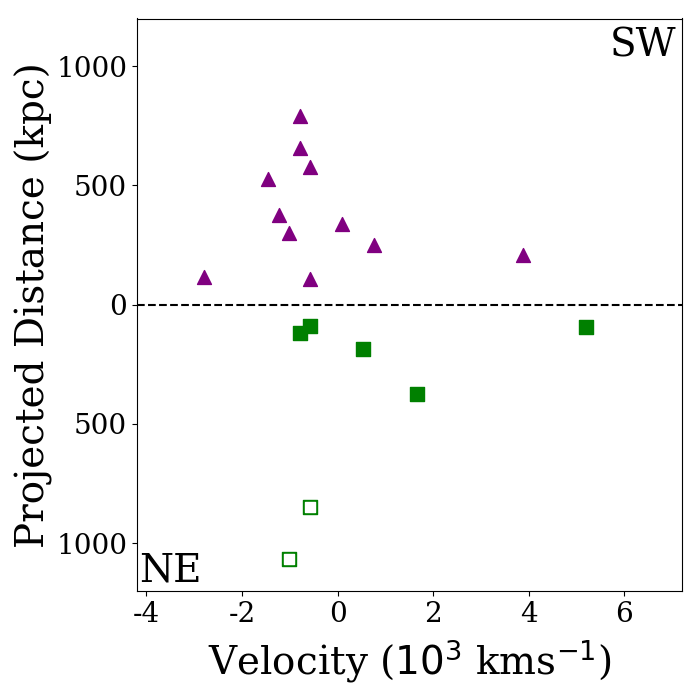 SW
1000
500
0
500
1000
Projected Distance (kpc)
NE
-4 -2 0 2 4 6
Velocity (10³ kms⁻¹)